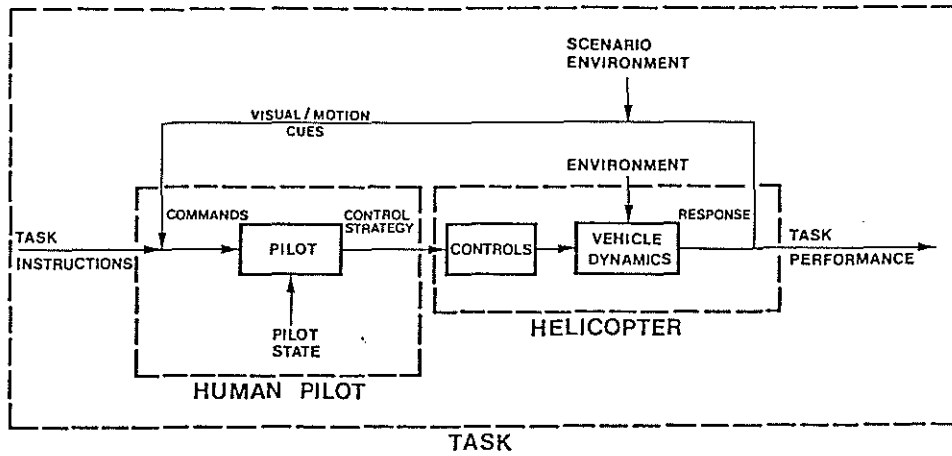 SCENARIO
ENVIRONMENT
VISUAL / MOTION
CUES
ENVIRONMENT
COMMANDS
CONTROL
STRATEGY
RESPONSE
TASK
INSTRUCTIONS
PILOT
CONTROLS
VEHICLE
DYNAMICS
TASK
PERFORMANCE
PILOT
STATE
HELICOPTER
HUMAN PILOT
TASK